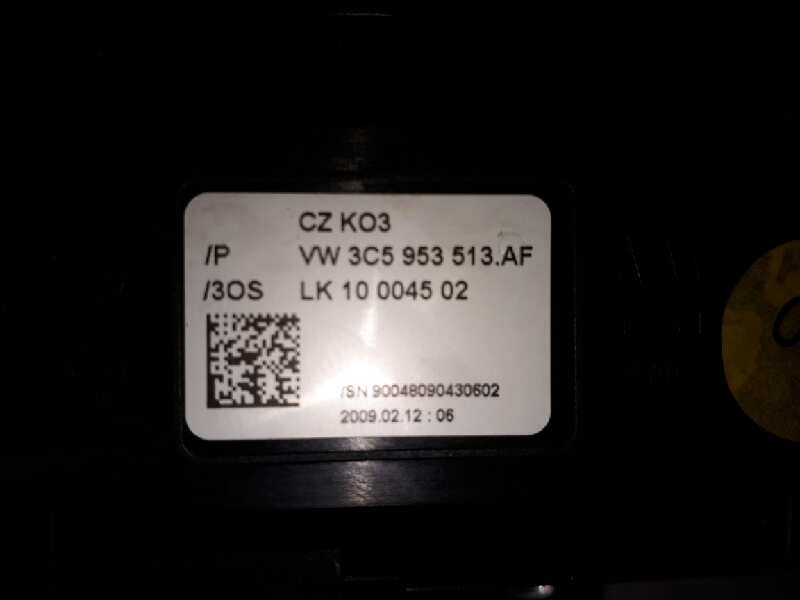 CZ KO3
/P VW 3C5 953 513.AF
/3OS LK 10 0045 02
/SN 90048090430602
2009.02.12 : 06